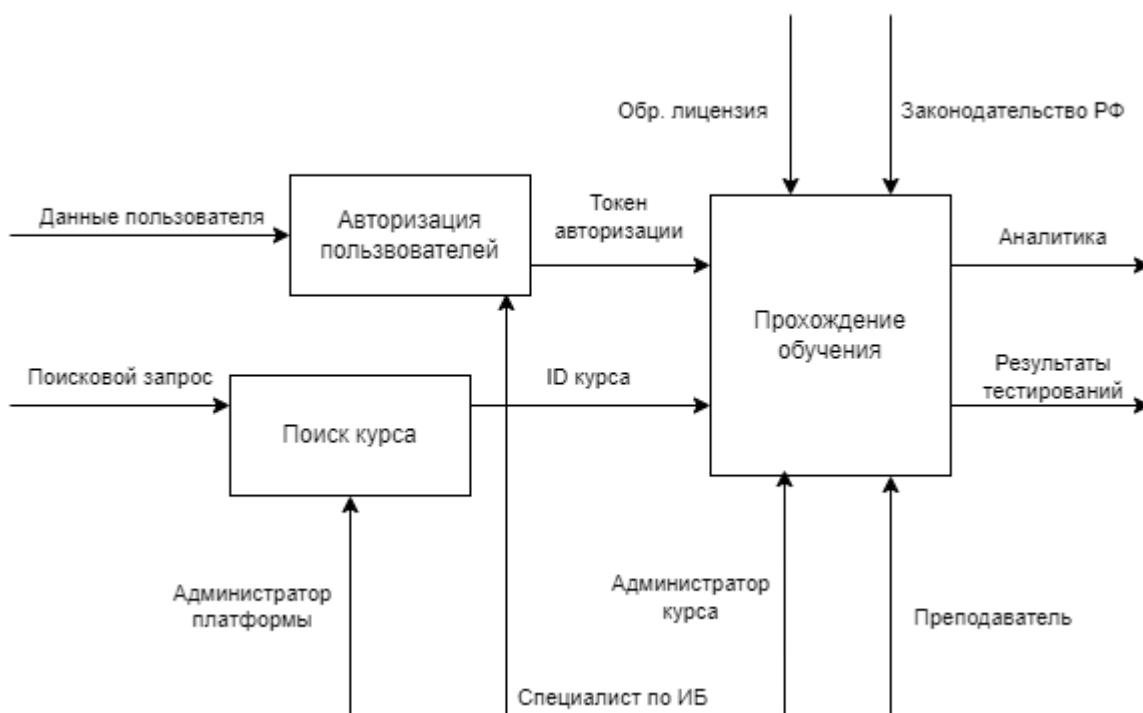 Обр. лицензия
Законодательство РФ
Данные пользователя
Авторизация
пользвователей
Токен
авторизации
Аналитика
Прохождение
обучения
Поисковой запрос
Поиск курса
ID курса
Результаты
тестирований
Администратор
платформы
Администратор
курса
Преподаватель
Специалист по ИБ